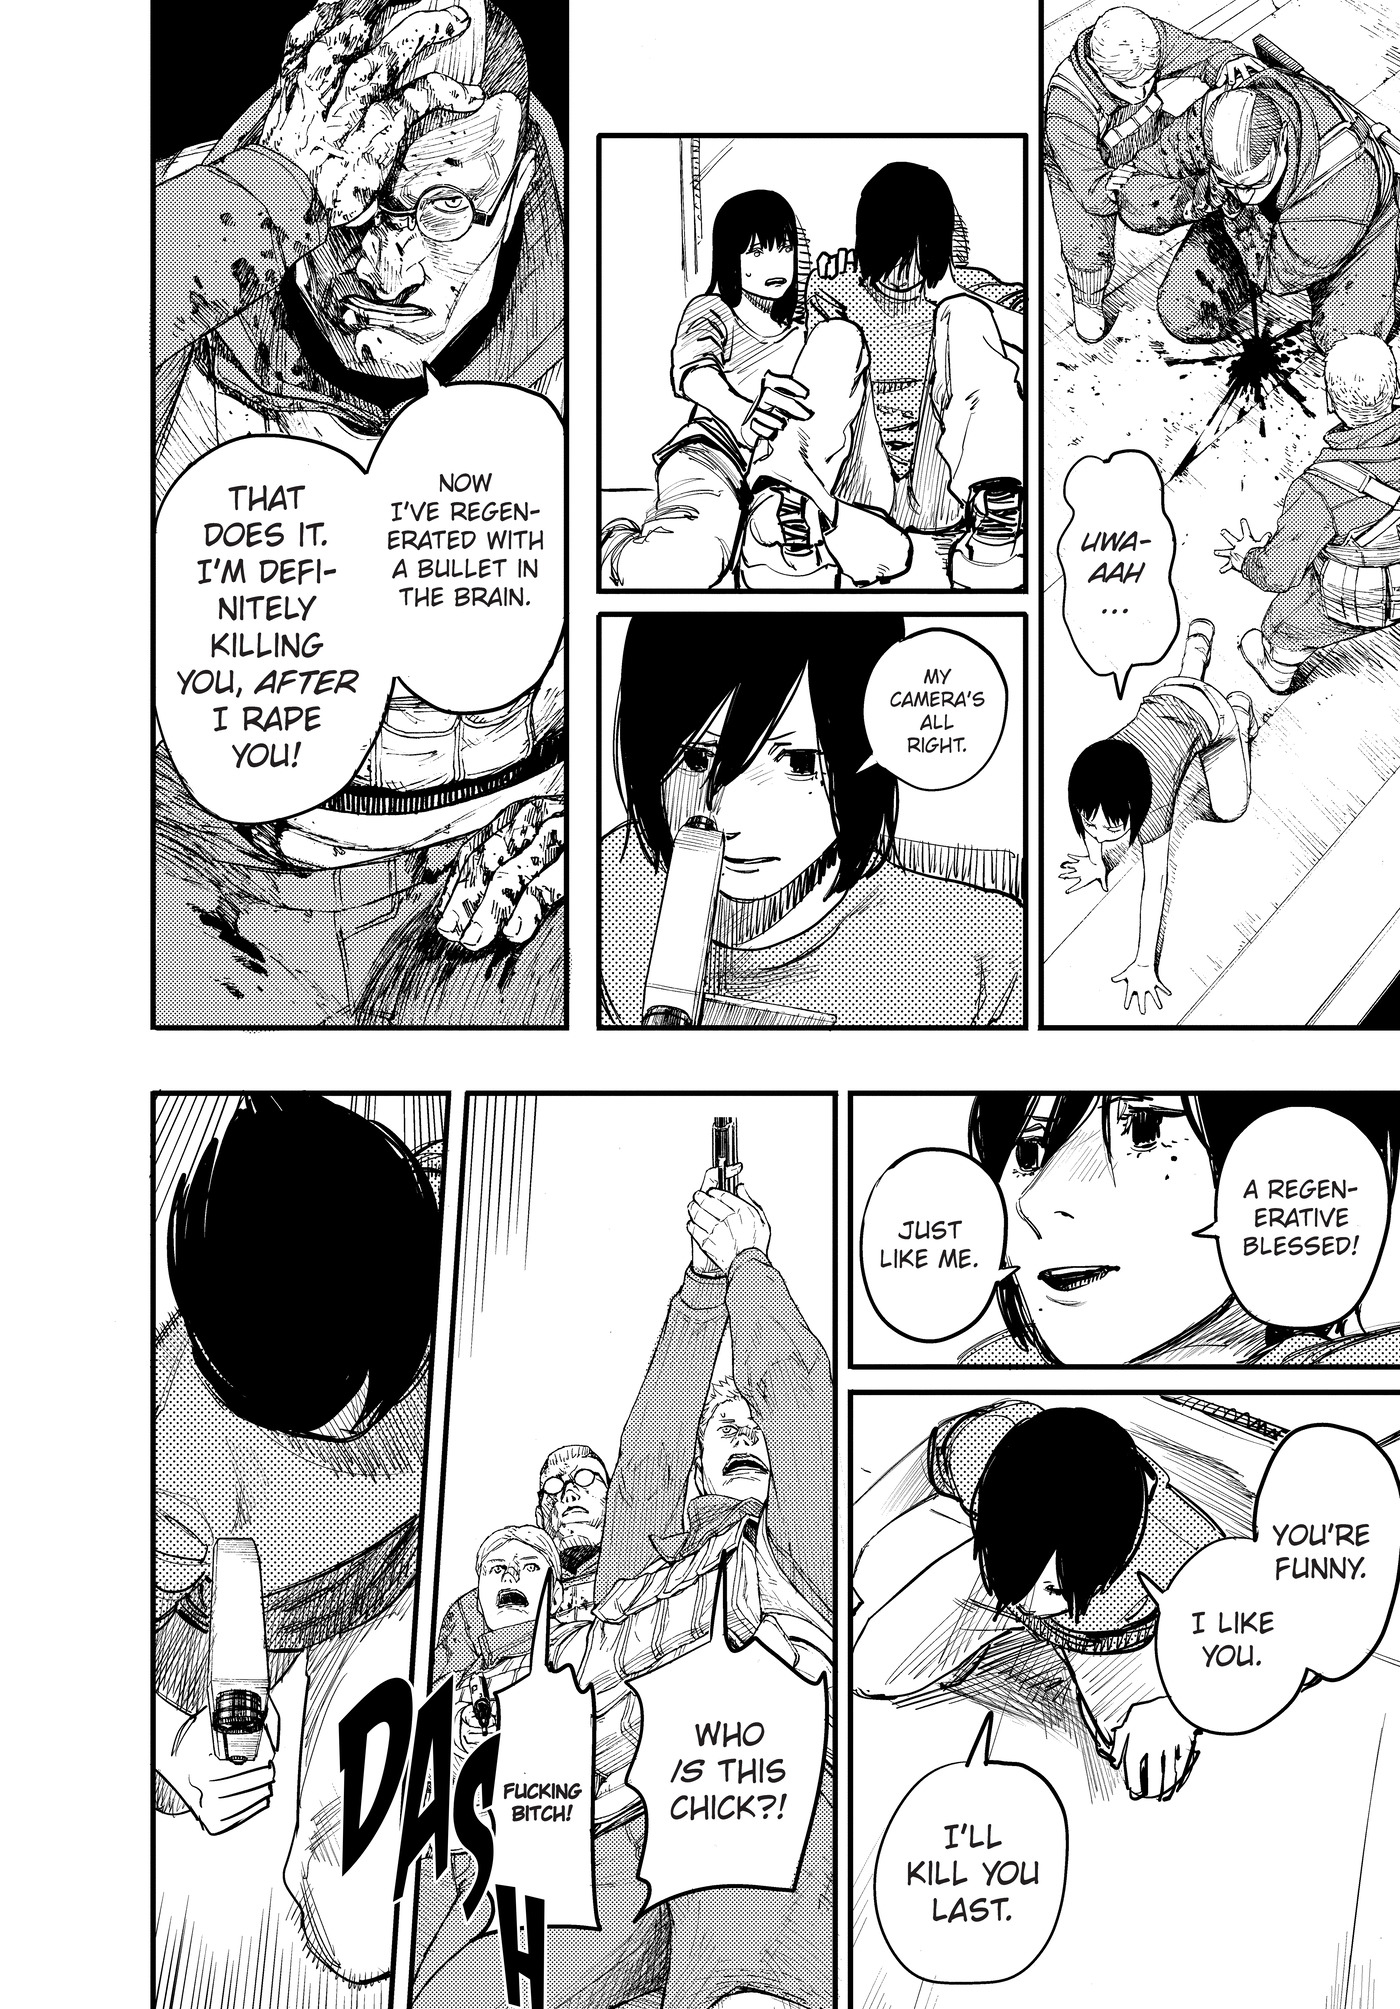 UWA-
AAH
...
MY
CAMERA'S
ALL
RIGHT.
NOW
I'VE REGEN-
ERATED WITH
A BULLET IN
THE BRAIN.
THAT
DOES IT.
I'M DEFI-
NITELY
KILLING
YOU, AFTER
I RAPE
YOU!
A REGEN-
ERATIVE
BLESSED!
JUST
LIKE ME.
YOU'RE
FUNNY.
I LIKE
YOU.
I'LL
KILL YOU
LAST.
WHO
IS THIS
CHICK?!
FUCKING
BITCH!
DASH